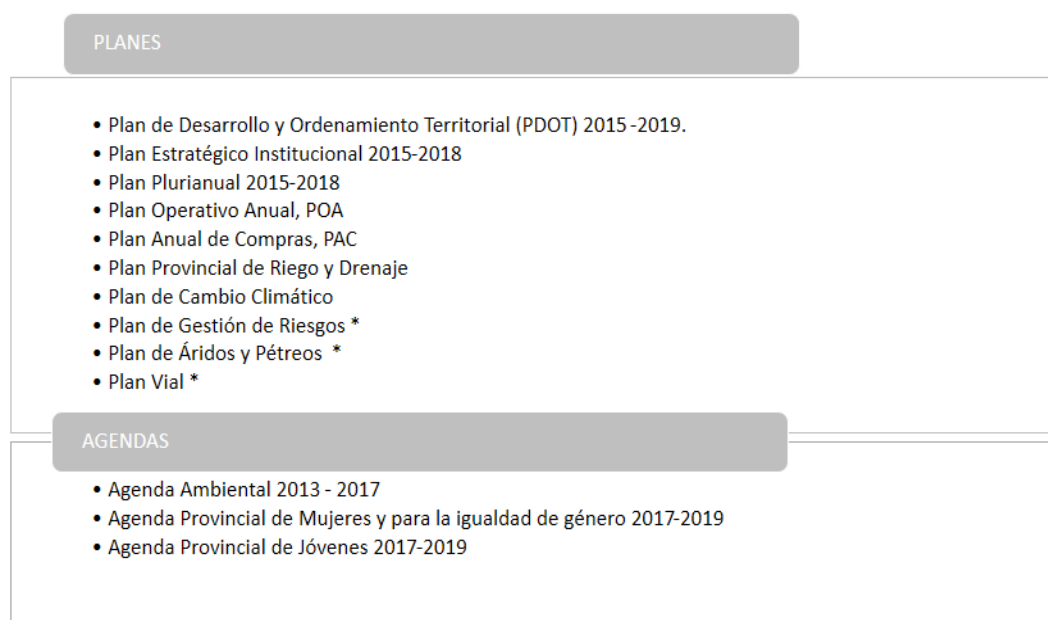 PLANES
• Plan de Desarrollo y Ordenamiento Territorial (PDOT) 2015-2019.
• Plan Estratégico Institucional 2015-2018
• Plan Plurianual 2015-2018
• Plan Operativo Anual, POA
• Plan Anual de Compras, PAC
• Plan Provincial de Riego y Drenaje
• Plan de Cambio Climático
• Plan de Gestión de Riesgos *
• Plan de Áridos y Pétreos *
• Plan Vial *
AGENDAS
• Agenda Ambiental 2013 - 2017
• Agenda Provincial de Mujeres y para la igualdad de género 2017-2019
• Agenda Provincial de Jóvenes 2017-2019